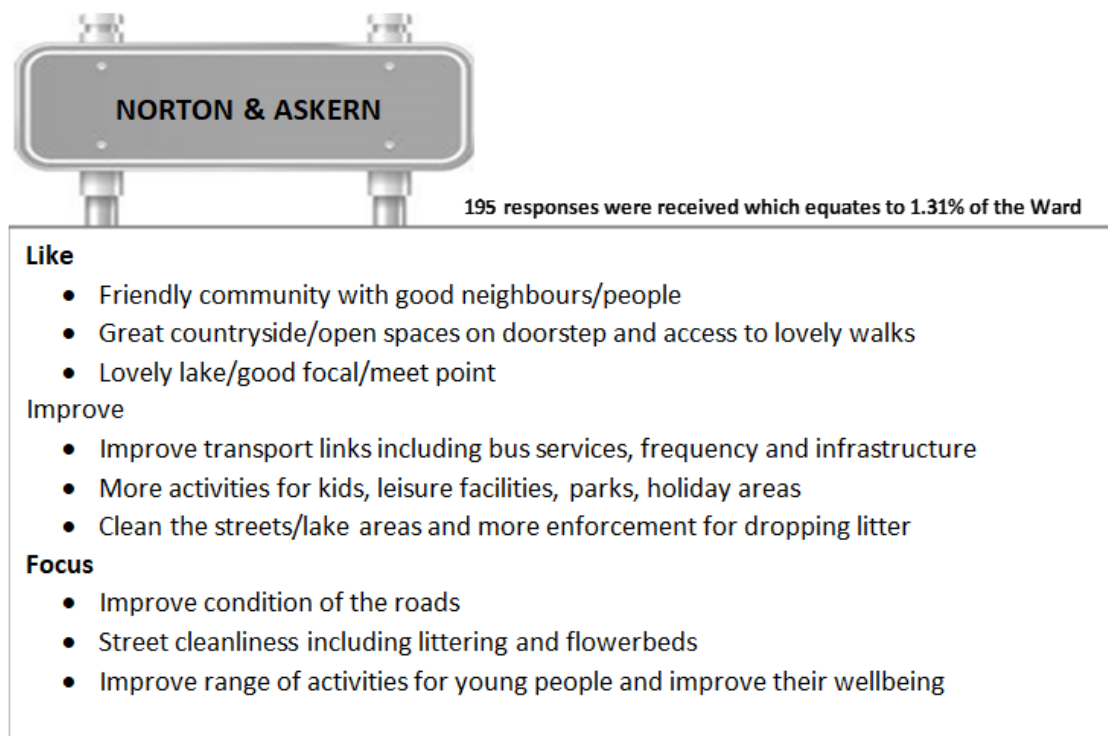 NORTON & ASKERN
195 responses were received which equates to 1.31% of the Ward
Like
• Friendly community with good neighbours/people
• Great countryside/open spaces on doorstep and access to lovely walks
• Lovely lake/good focal/meet point
Improve
• Improve transport links including bus services, frequency and infrastructure
• More activities for kids, leisure facilities, parks, holiday areas
• Clean the streets/lake areas and more enforcement for dropping litter
Focus
• Improve condition of the roads
• Street cleanliness including littering and flowerbeds
• Improve range of activities for young people and improve their wellbeing